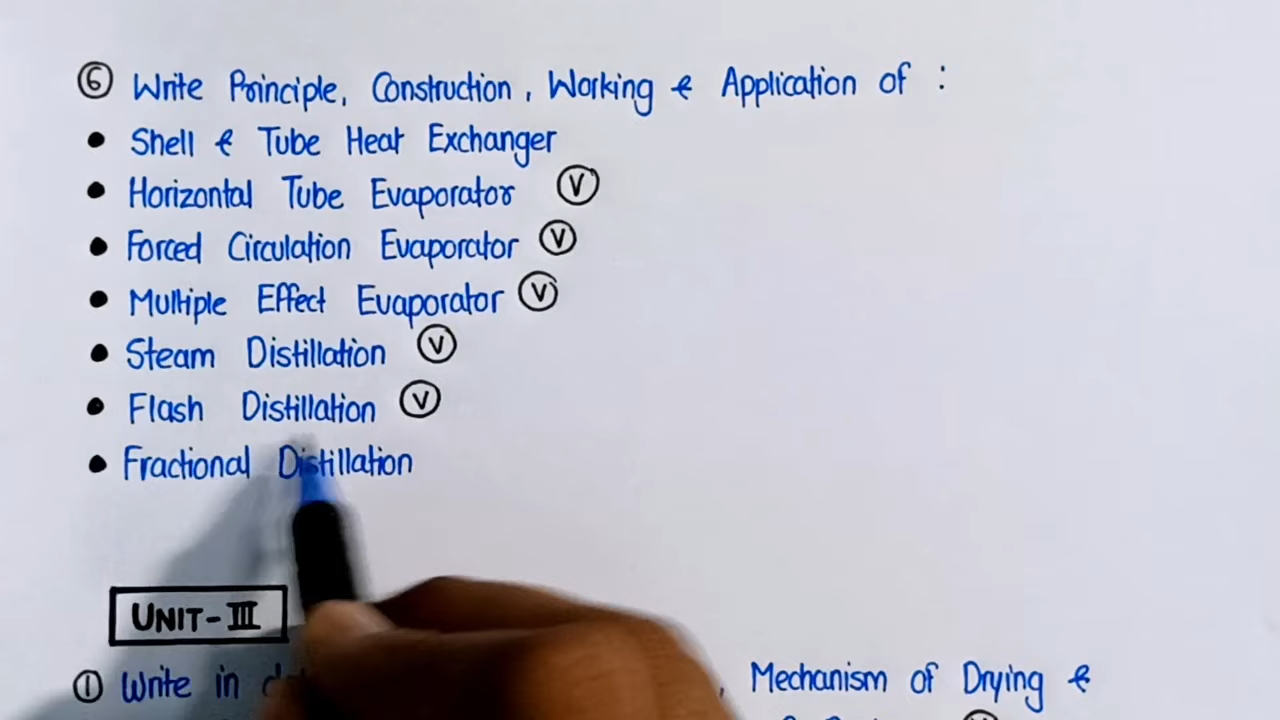 ⑥ Write Principle, Construction, Working & Application of :
• Shell & Tube Heat Exchanger
• Horizontal Tube Evaporator Ⓥ
• Forced Circulation Evaporator Ⓥ
• Multiple Effect Evaporator Ⓥ
• Steam Distillation Ⓥ
• Flash Distillation Ⓥ
• Fractional Distillation
UNIT-III
① Write in , Mechanism of Drying &